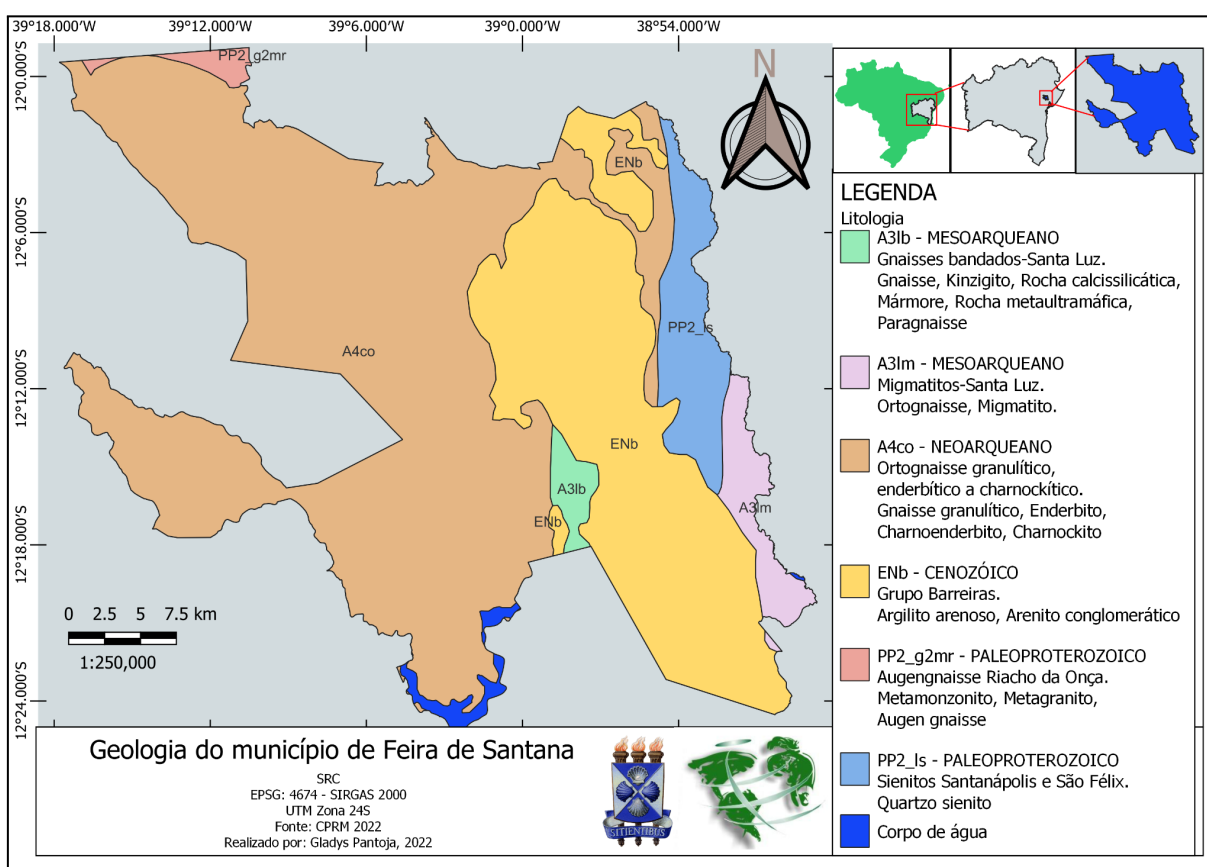 39°18.000'W
39°12.000'W
39°6.000'W
39°0.000'W
38°54.000'W
12°0.000'S
12°6.000'S
12°12.000'S
12°18.000'S
12°24.000'S
N
PP2_g2mr
ENb
PP2_ls
A4co
ENb
A3lb
ENb
A3lm
0 2.5 5 7.5 km
1:250,000
LEGENDA
Litologia
A3lb - MESOARQUEANO
Gnaisses bandados-Santa Luz.
Gnaisse, Kinzigito, Rocha calcissilicática,
Mármore, Rocha metaultramáfica,
Paragnaisse
A3lm - MESOARQUEANO
Migmatitos-Santa Luz.
Ortognaisse, Migmatito.
A4co - NEOARQUEANO
Ortognaisse granulítico,
enderbítico a charnockítico.
Gnaisse granulítico, Enderbito,
Charnoenderbito, Charnockito
ENb - CENOZÓICO
Grupo Barreiras.
Argilito arenoso, Arenito conglomerático
PP2_g2mr - PALEOPROTEROZOICO
Augengnaisse Riacho da Onça.
Metamonzonito, Metagranito,
Augen gnaisse
PP2_ls - PALEOPROTEROZOICO
Sienitos Santanápolis e São Félix.
Quartzo sienito
Corpo de água
Geologia do município de Feira de Santana
SRC
EPSG: 4674 - SIRGAS 2000
UTM Zona 24S
Fonte: CPRM 2022
Realizado por: Gladys Pantoja, 2022
SITIENTIBUS